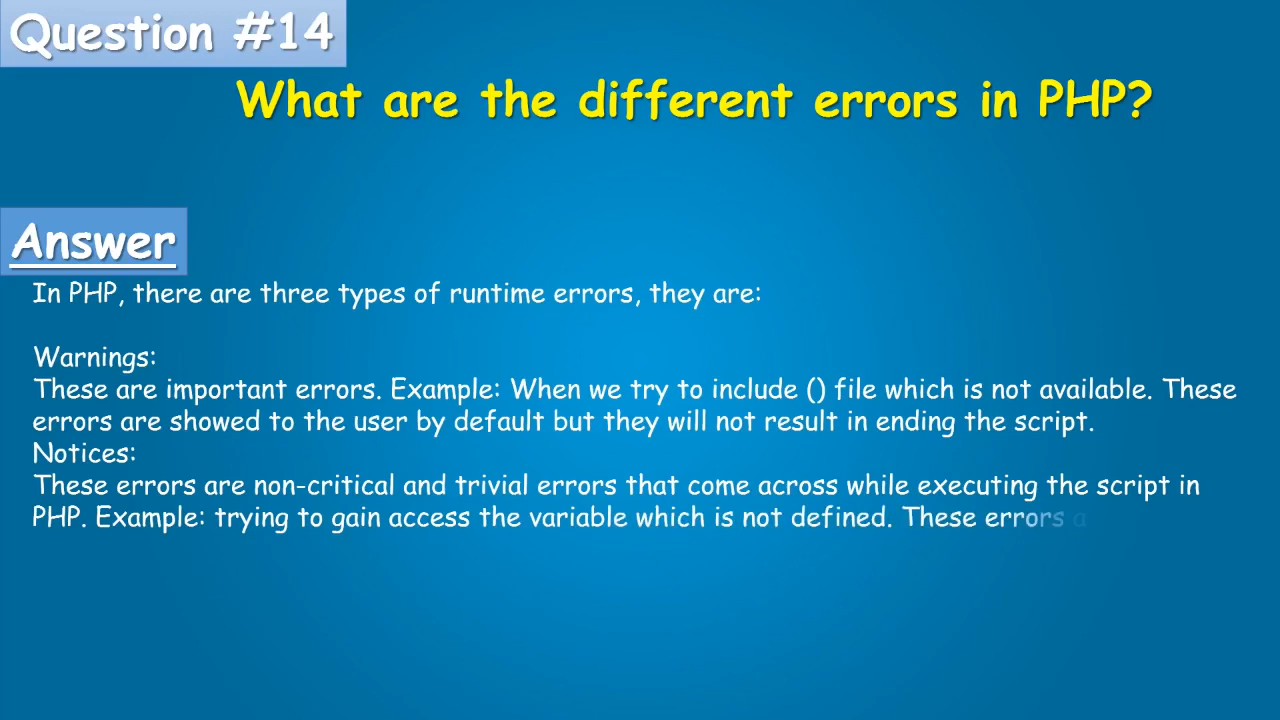 Question #14
What are the different errors in PHP?
Answer
In PHP, there are three types of runtime errors, they are:
Warnings:
These are important errors. Example: When we try to include () file which is not available. These
errors are showed to the user by default but they will not result in ending the script.
Notices:
These errors are non-critical and trivial errors that come across while executing the script in
PHP. Example: trying to gain access the variable which is not defined. These errors a